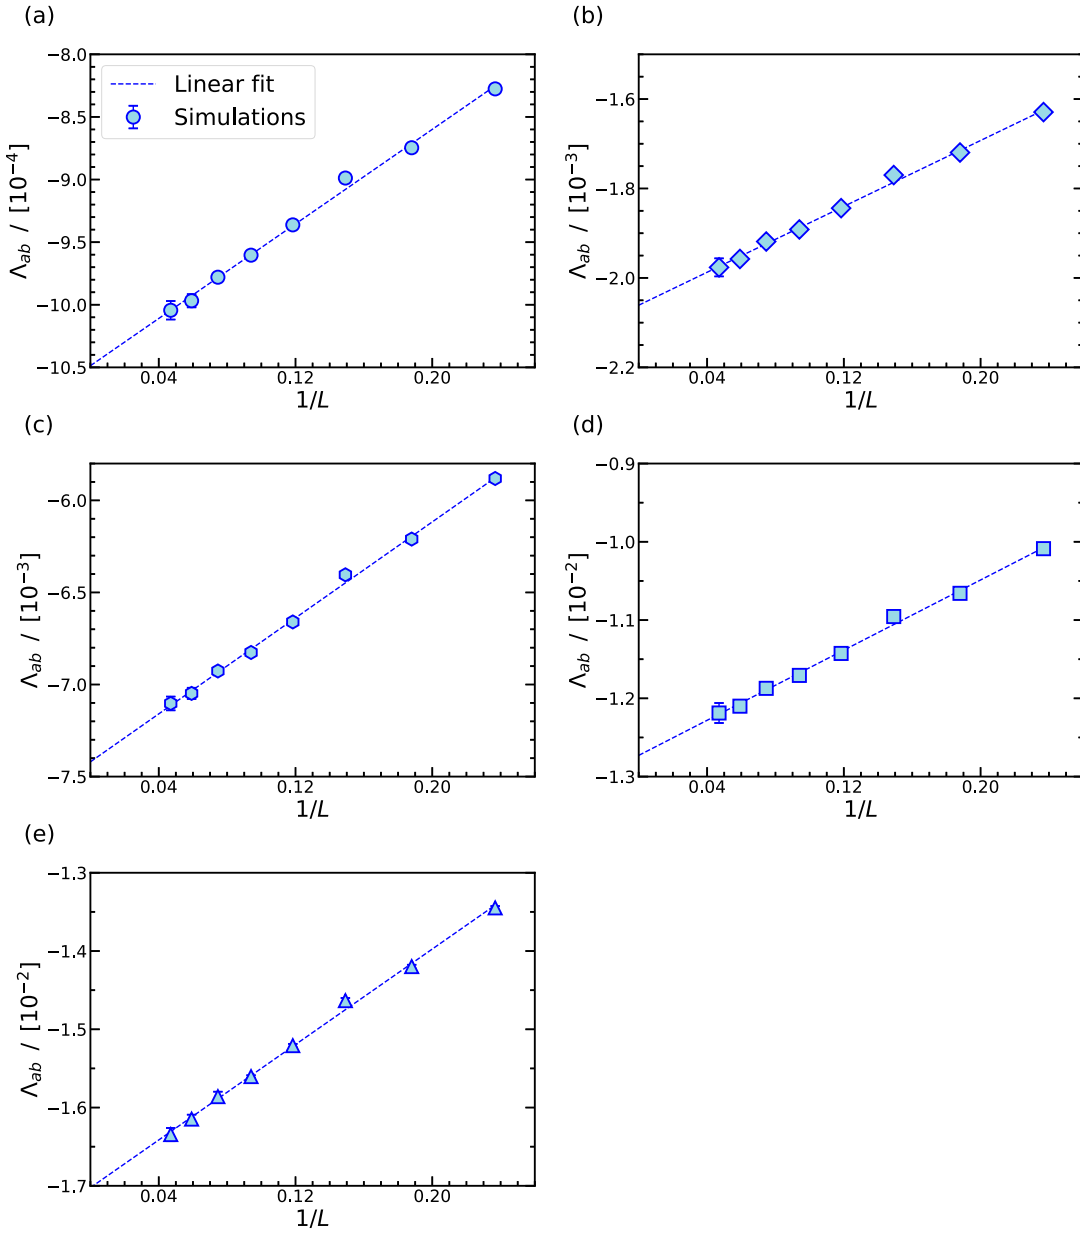 (a)
−8.0
−8.5
−9.0
−9.5
−10.0
−10.5
Λab / [10−4]
Linear fit
Simulations
0.04 0.12 0.20
1/L
(b)
−1.6
−1.8
−2.0
−2.2
Λab / [10−3]
0.04 0.12 0.20
1/L
(c)
−6.0
−6.5
−7.0
−7.5
Λab / [10−3]
0.04 0.12 0.20
1/L
(d)
−0.9
−1.0
−1.1
−1.2
−1.3
Λab / [10−2]
0.04 0.12 0.20
1/L
(e)
−1.3
−1.4
−1.5
−1.6
−1.7
Λab / [10−2]
0.04 0.12 0.20
1/L